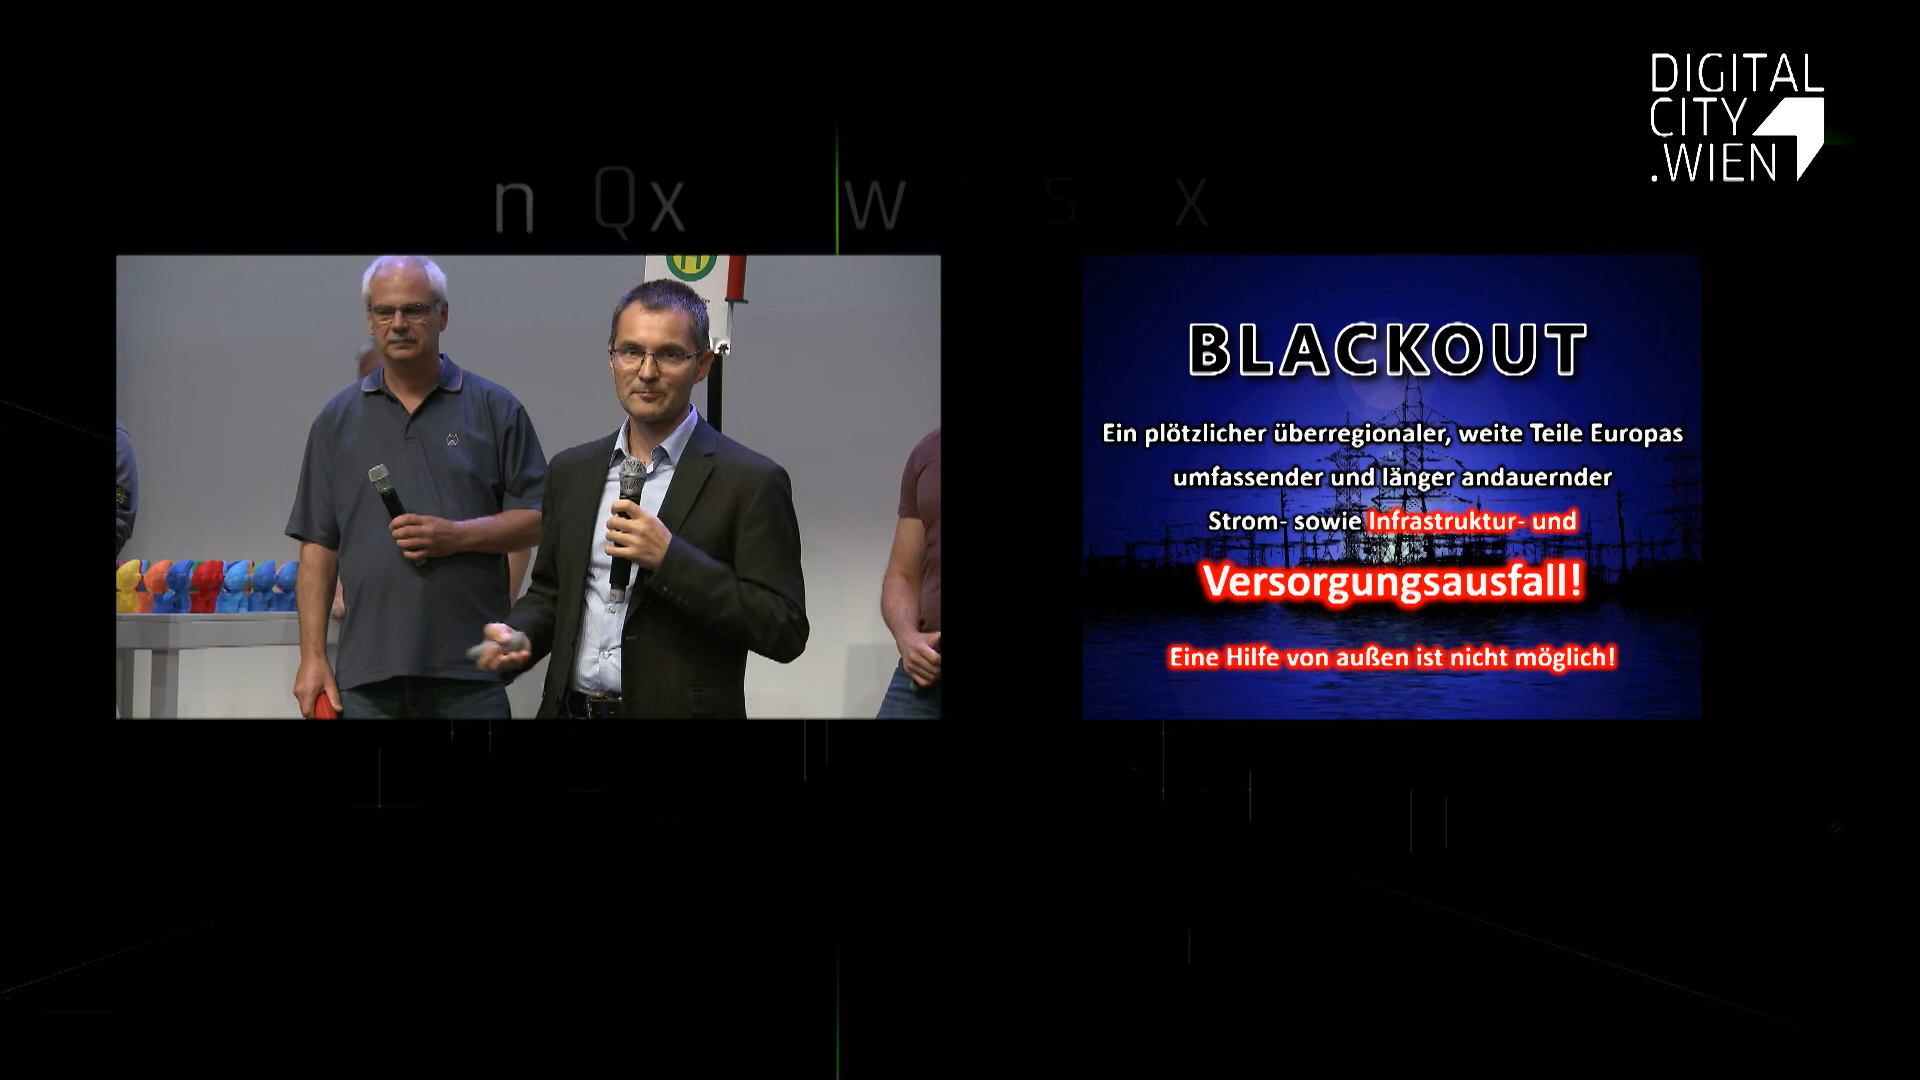 DIGITAL
CITY
.WIEN
n Qx W S X
H
BLACKOUT
Ein plötzlicher überregionaler, weite Teile Europas
umfassender und länger andauernder
Strom- sowie Infrastruktur- und
Versorgungsausfall!
Eine Hilfe von außen ist nicht möglich!